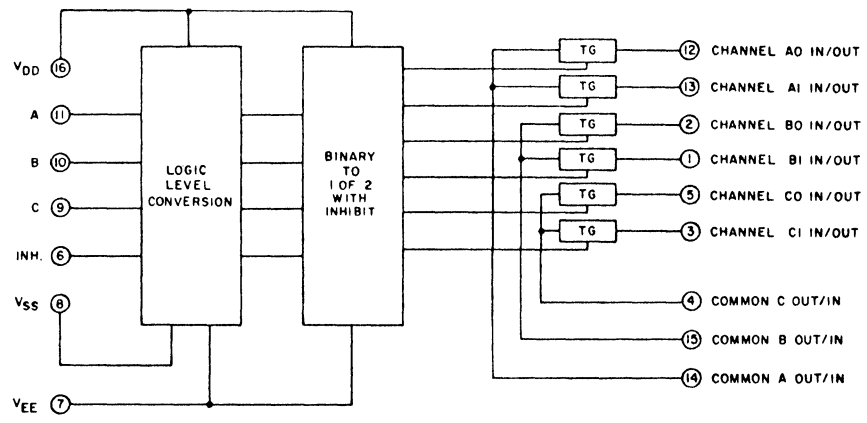 VDD 16
A 11
B 10
C 9
INH. 6
VSS 8
VEE 7
LOGIC
LEVEL
CONVERSION
BINARY
TO
1 OF 2
WITH
INHIBIT
TG 12 CHANNEL A0 IN/OUT
TG 13 CHANNEL A1 IN/OUT
TG 2 CHANNEL B0 IN/OUT
TG 1 CHANNEL B1 IN/OUT
TG 5 CHANNEL C0 IN/OUT
TG 3 CHANNEL C1 IN/OUT
4 COMMON C OUT/IN
15 COMMON B OUT/IN
14 COMMON A OUT/IN